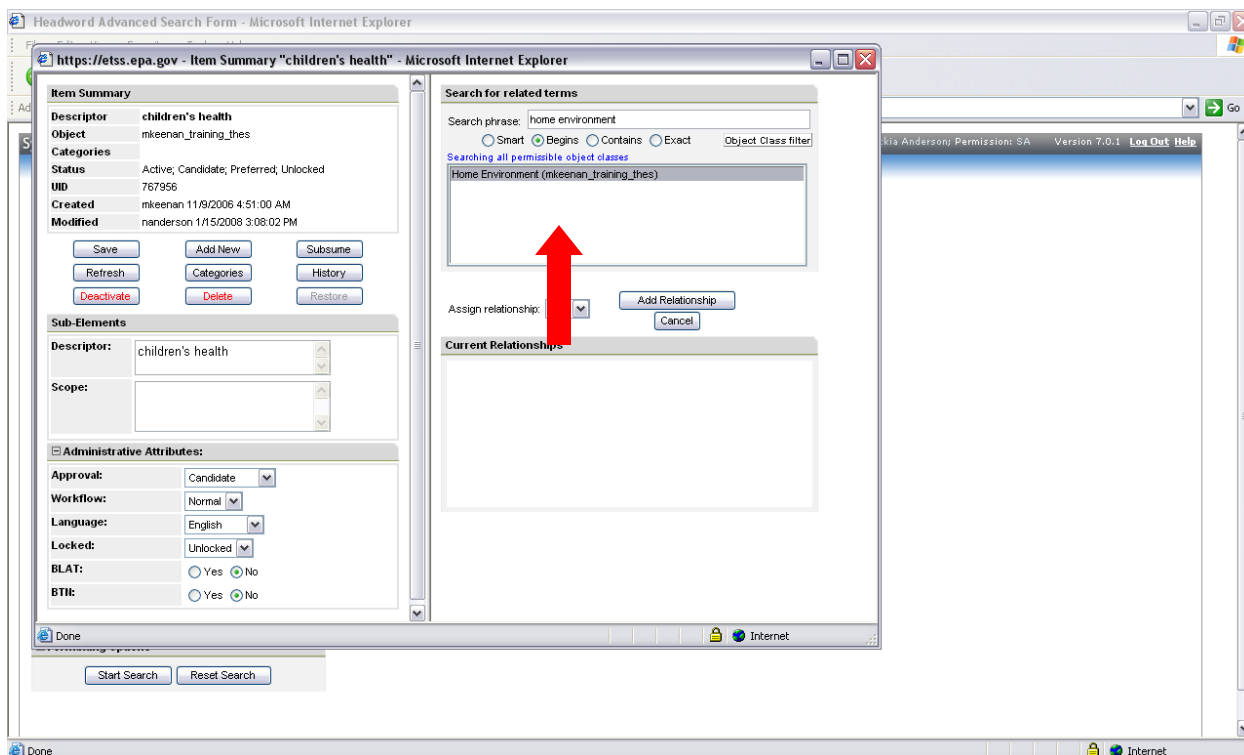 Headword Advanced Search Form - Microsoft Internet Explorer
https://etss.epa.gov - Item Summary "children's health" - Microsoft Internet Explorer
Go
kia Anderson; Permission: SA Version 7.0.1 Log Out Help
Item Summary
Descriptor children's health
Object mkeenan_training_thes
Categories
Status Active; Candidate; Preferred; Unlocked
UID 767956
Created mkeenan 11/9/2006 4:51:00 AM
Modified nanderson 1/15/2008 3:08:02 PM
Save Add New Subsume
Refresh Categories History
Deactivate Delete Restore
Sub-Elements
Descriptor: children's health
Scope:
Administrative Attributes:
Approval: Candidate
Workflow: Normal
Language: English
Locked: Unlocked
BLAT: Yes No
BTII: Yes No
Search for related terms
Search phrase: home environment
Smart Begins Contains Exact Object Class filter
Searching all permissible object classes
Home Environment (mkeenan_training_thes)
Assign relationship: Add Relationship
Cancel
Current Relationships
Done Internet
Start Search Reset Search
Done Internet